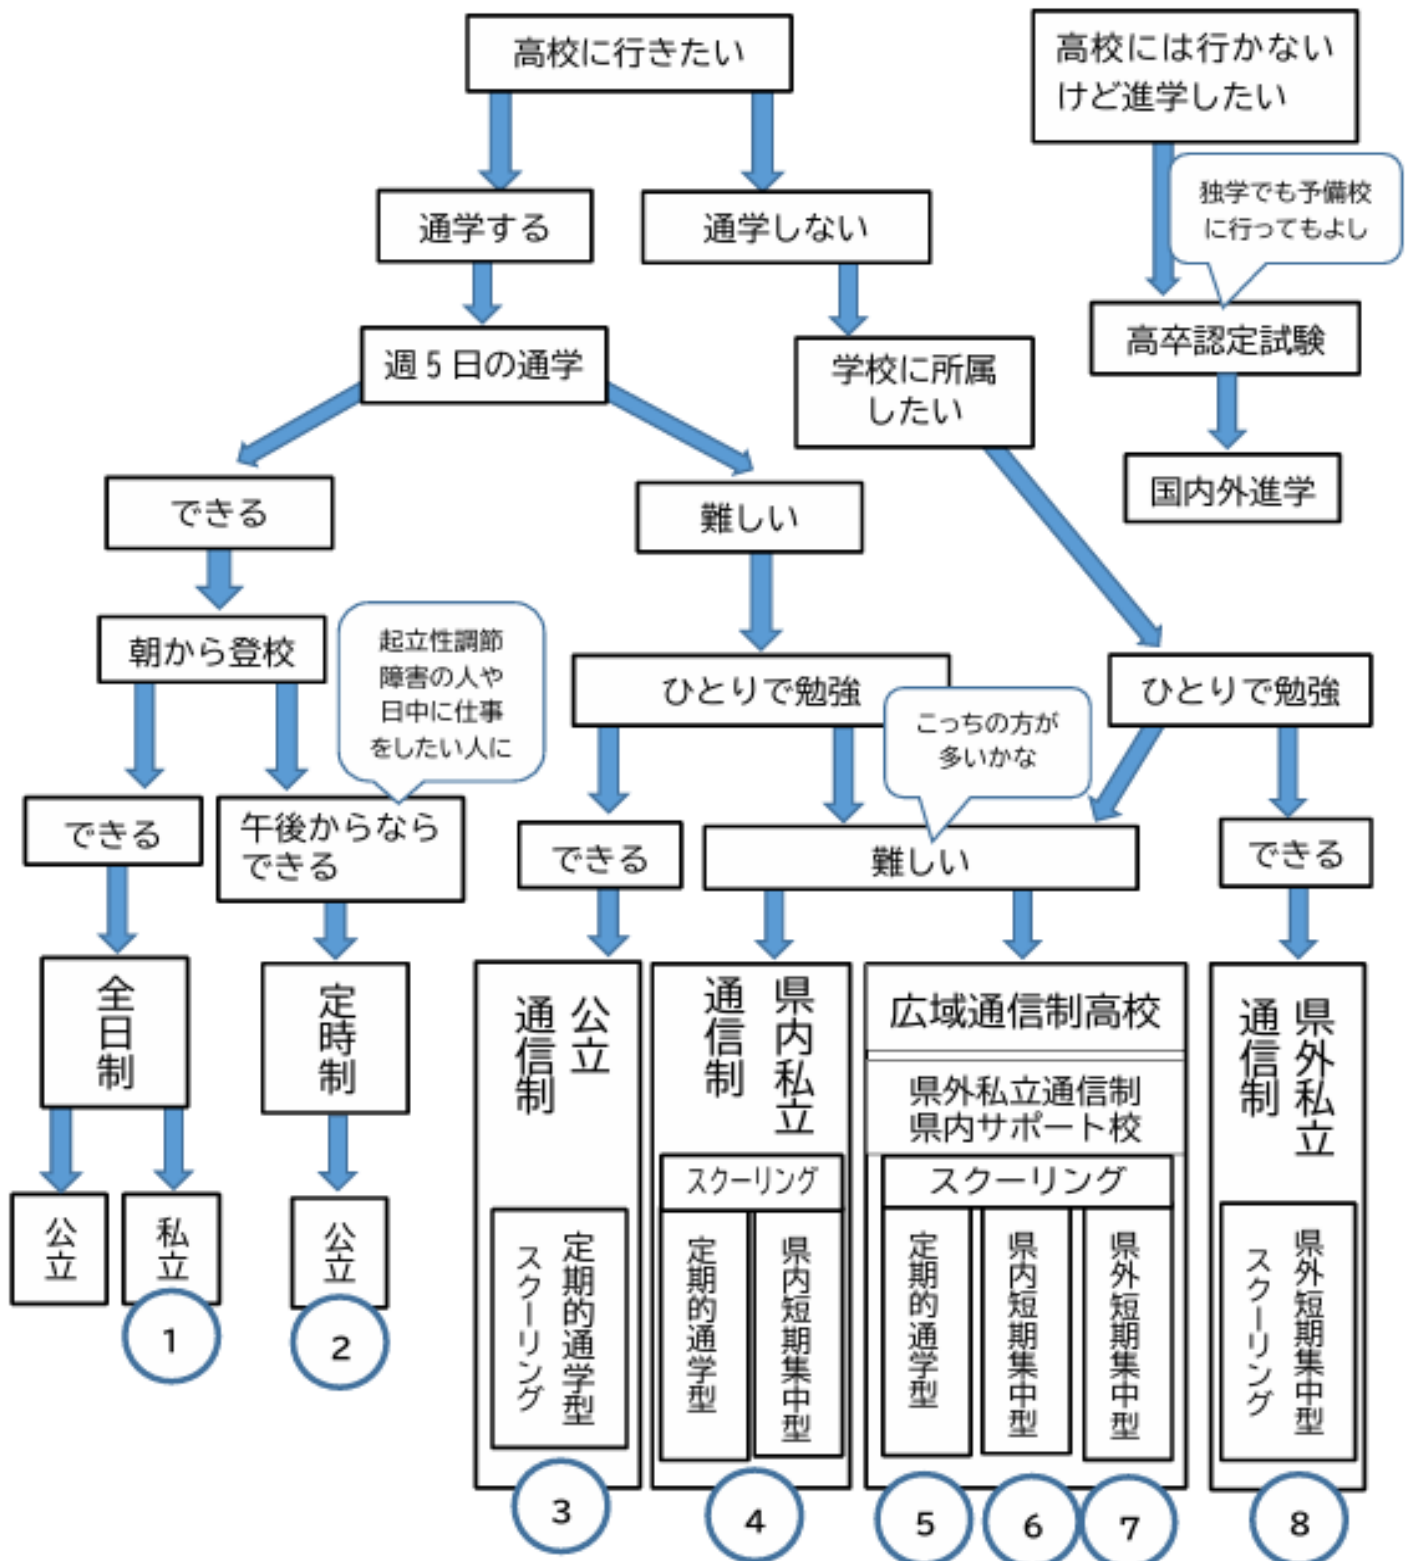 高校に行きたい
高校には行かない
けど進学したい
独学でも予備校
に行ってもよし
通学する
通学しない
高卒認定試験
週5日の通学
学校に所属
したい
国内外進学
できる
難しい
朝から登校
起立性調節
障害の人や
日中に仕事
をしたい人に
ひとりで勉強
こっちの方が
多いかな
ひとりで勉強
できる
午後からなら
できる
できる
難しい
できる
全日制
定時制
公立
通信制
県内私立
通信制
広域通信制高校
県外私立通信制
県内サポート校
県外私立
通信制
スクーリング
スクーリング
公立
私立
公立
定期的通学型
スクーリング
定期的通学型
県内短期集中型
定期的通学型
県内短期集中型
県外短期集中型
県外短期集中型
スクーリング
1
2
3
4
5
6
7
8